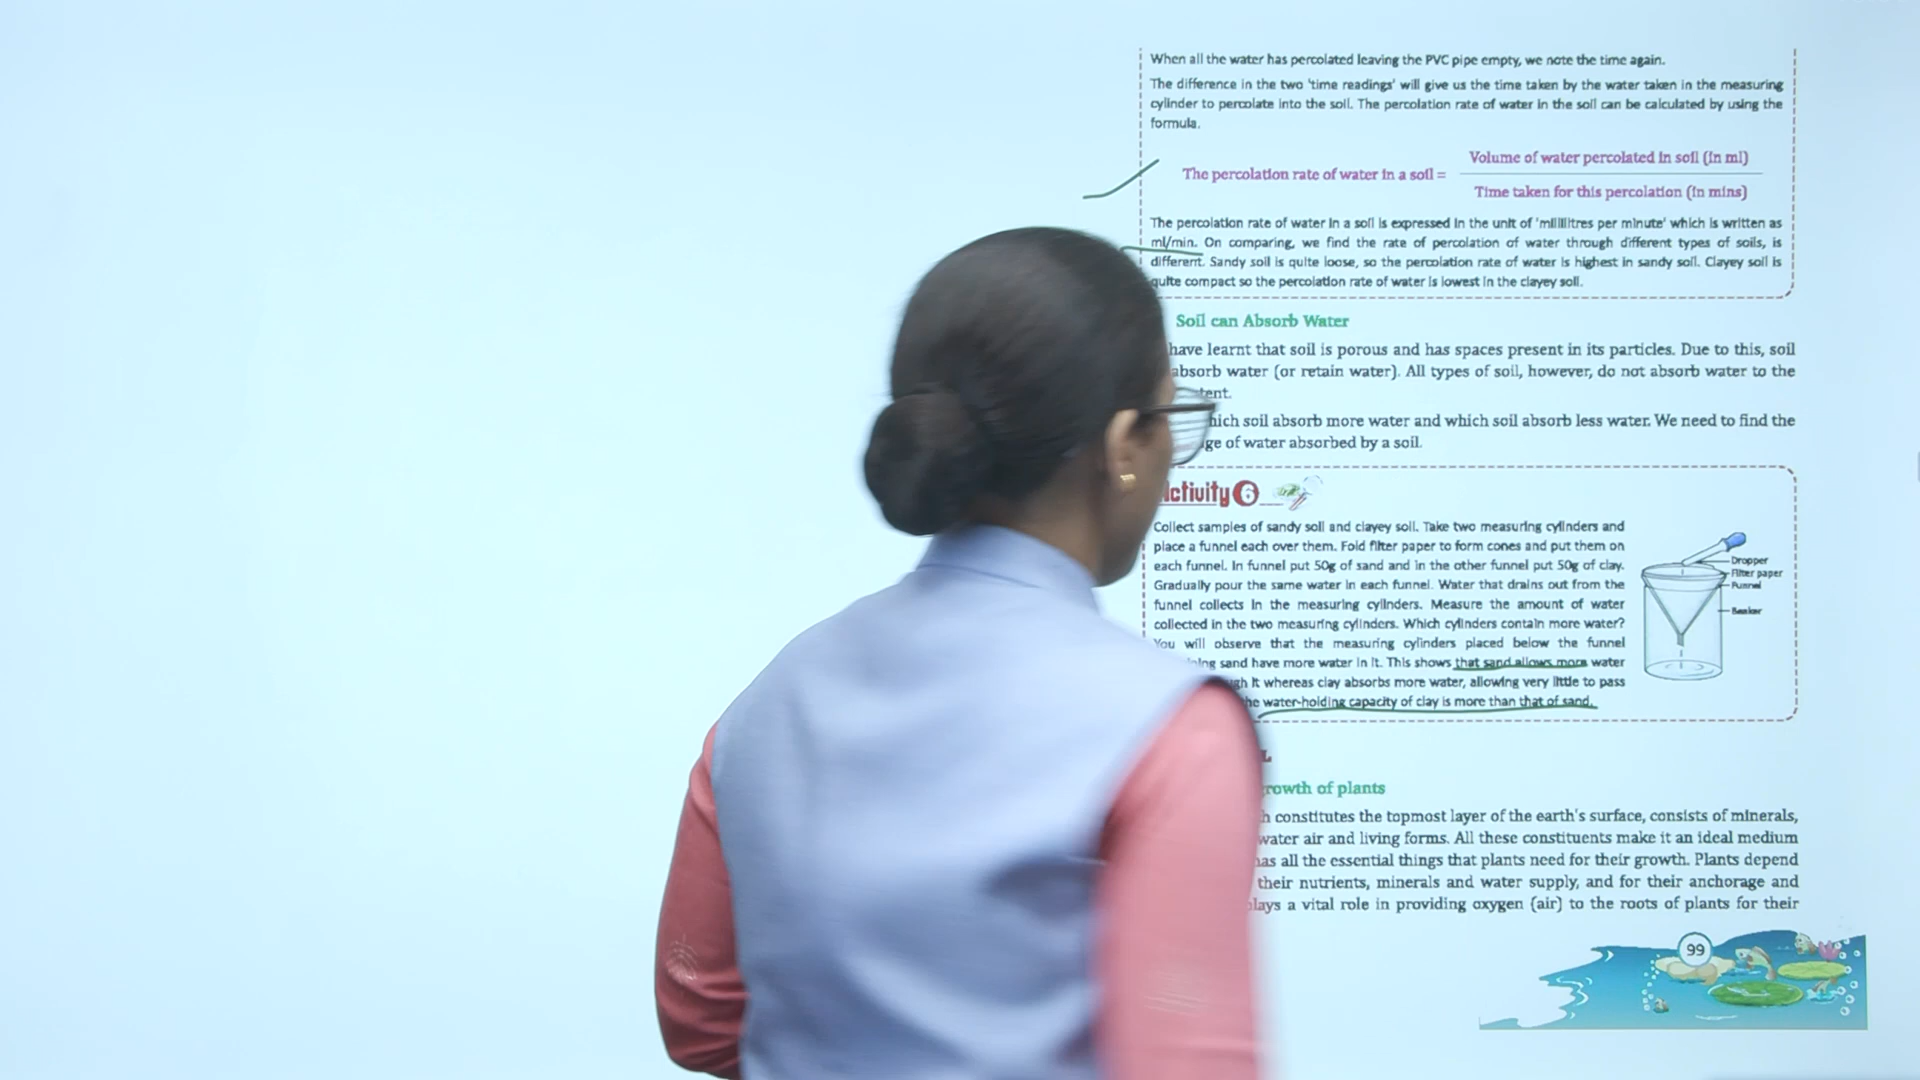 When all the water has percolated leaving the PVC pipe empty, we note the time again.
The difference in the two 'time readings' will give us the time taken by the water taken in the measuring
cylinder to percolate into the soil. The percolation rate of water in the soil can be calculated by using the
formula.
The percolation rate of water in a soil = Volume of water percolated in soil (in ml)
Time taken for this percolation (in mins)
The percolation rate of water in a soil is expressed in the unit of 'millilitres per minute' which is written as
ml/min. On comparing, we find the rate of percolation of water through different types of soils, is
different. Sandy soil is quite loose, so the percolation rate of water is highest in sandy soil. Clayey soil is
quite compact so the percolation rate of water is lowest in the clayey soil.
Soil can Absorb Water
have learnt that soil is porous and has spaces present in its particles. Due to this, soil
absorb water (or retain water). All types of soil, however, do not absorb water to the
soil absorb more water and which soil absorb less water. We need to find the
of water absorbed by a soil.
Activity 6
Collect samples of sandy soil and clayey soil. Take two measuring cylinders and
place a funnel each over them. Fold filter paper to form cones and put them on
each funnel. In funnel put 50g of sand and in the other funnel put 50g of clay.
Gradually pour the same water in each funnel. Water that drains out from the
funnel collects in the measuring cylinders. Measure the amount of water
collected in the two measuring cylinders. Which cylinders contain more water?
You will observe that the measuring cylinders placed below the funnel
sand have more water in it. This shows that sand allows more water
it whereas clay absorbs more water, allowing very little to pass
water-holding capacity of clay is more than that of sand.
Dropper
Filter paper
Funnel
Beaker
growth of plants
constitutes the topmost layer of the earth's surface, consists of minerals,
water air and living forms. All these constituents make it an ideal medium
has all the essential things that plants need for their growth. Plants depend
their nutrients, minerals and water supply, and for their anchorage and
plays a vital role in providing oxygen (air) to the roots of plants for their
99